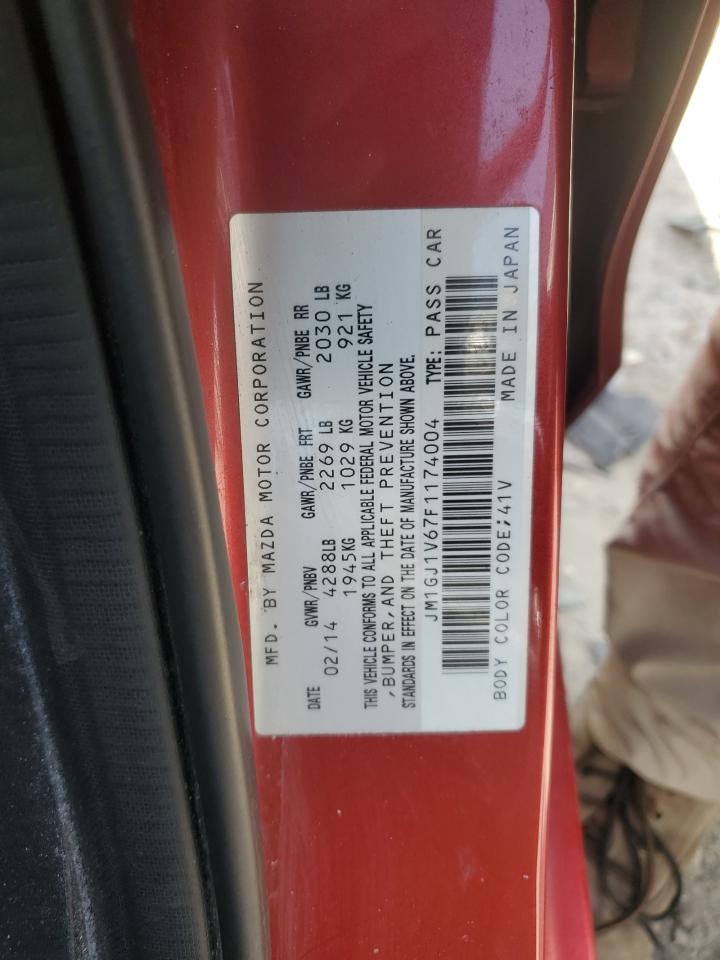 MFD. BY MAZDA MOTOR CORPORATION
DATE GVWR/PNBV GAWR/PNBE FRT GAWR/PNBE RR
02/14 4288LB 2269 LB 2030 LB
1945KG 1029 KG 921 KG
THIS VEHICLE CONFORMS TO ALL APPLICABLE FEDERAL MOTOR VEHICLE SAFETY
,BUMPER,AND THEFT PREVENTION
STANDARDS IN EFFECT ON THE DATE OF MANUFACTURE SHOWN ABOVE.
JM1GJ1V67F1174004 TYPE: PASS CAR
BODY COLOR CODE;41V MADE IN JAPAN